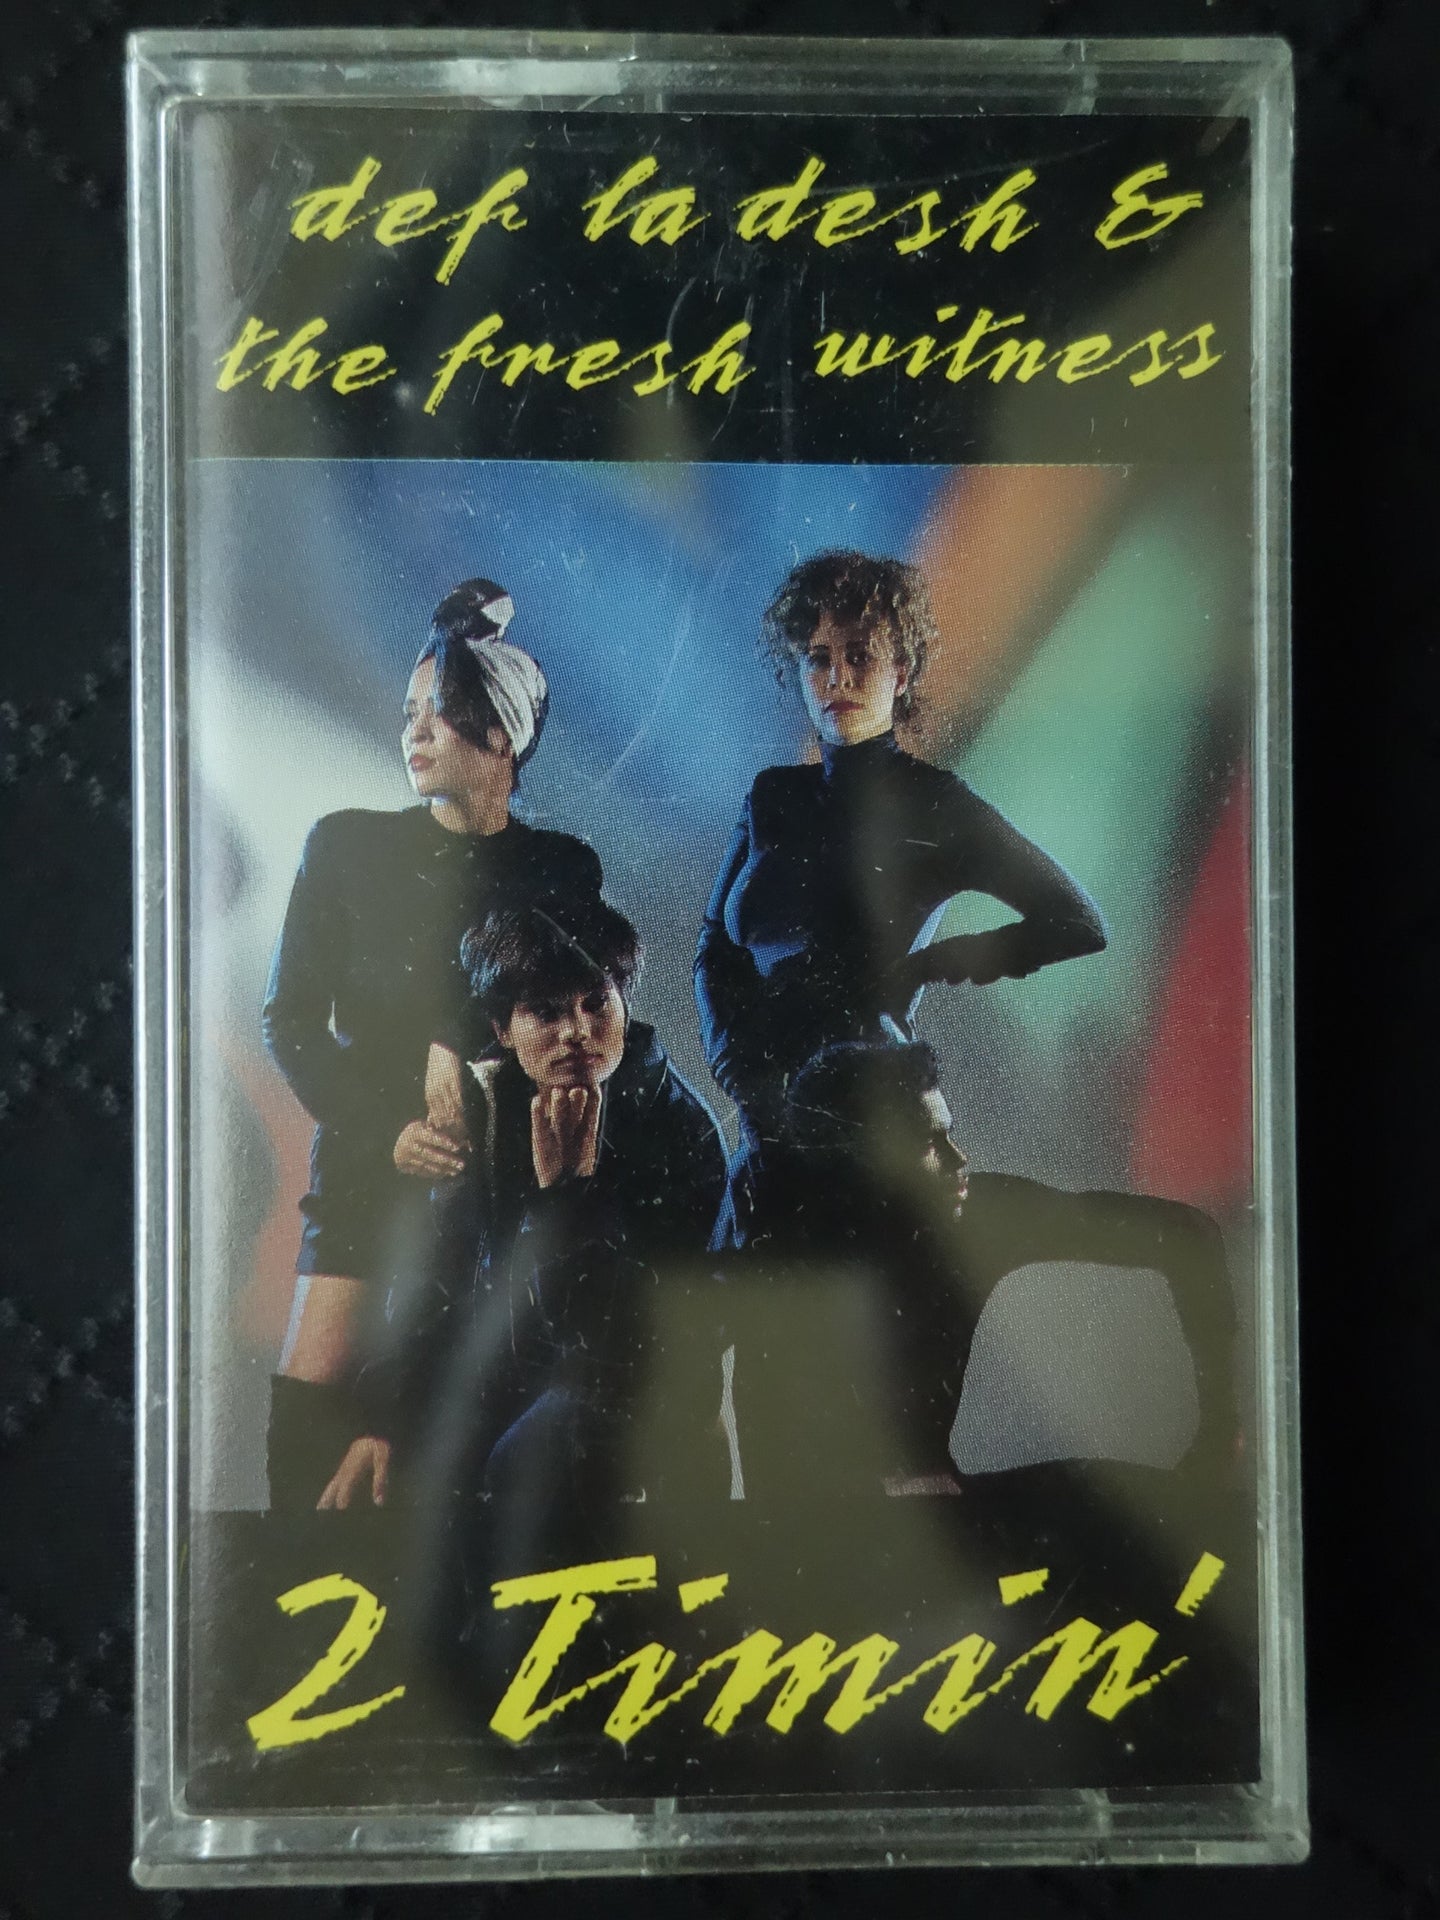 def la desh &
the fresh witness
2 Timin'